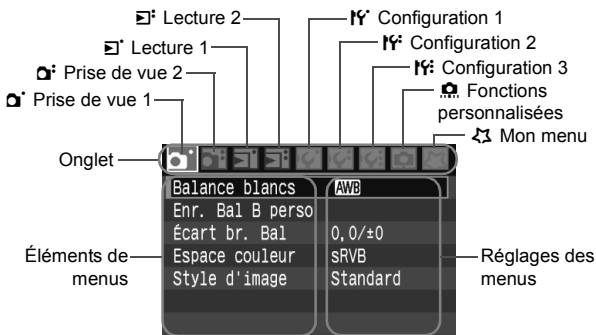 Lecture 2
Configuration 1
Lecture 1
Configuration 2
Prise de vue 2
Configuration 3
Prise de vue 1
Fonctions
personnalisées
Mon menu
Onglet
Balance blancs AWB
Enr. Bal B perso
Écart br. Bal 0,0/±0
Espace couleur sRVB
Style d'image Standard
Éléments de
menus
Réglages des
menus